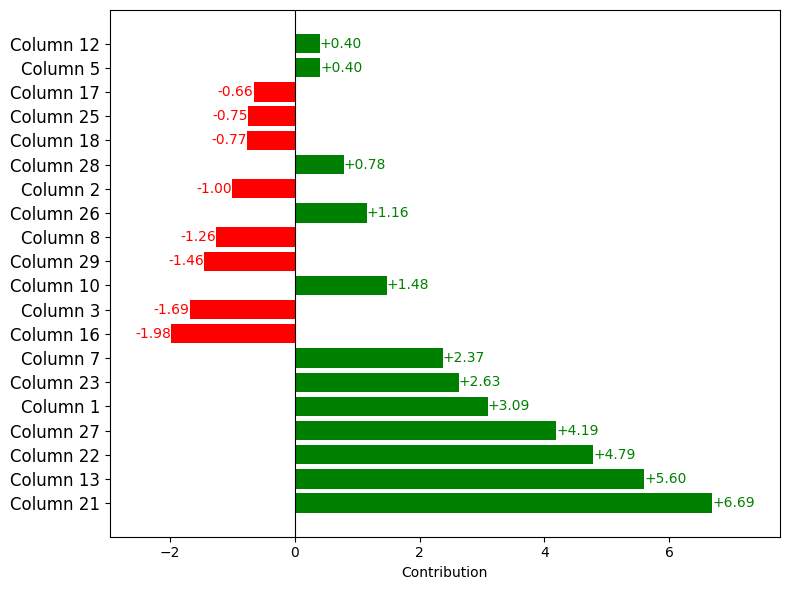 Column 12 +0.40
Column 5 +0.40
Column 17 -0.66
Column 25 -0.75
Column 18 -0.77
Column 28 +0.78
Column 2 -1.00
Column 26 +1.16
Column 8 -1.26
Column 29 -1.46
Column 10 +1.48
Column 3 -1.69
Column 16 -1.98
Column 7 +2.37
Column 23 +2.63
Column 1 +3.09
Column 27 +4.19
Column 22 +4.79
Column 13 +5.60
Column 21 +6.69
−2 0 2 4 6
Contribution